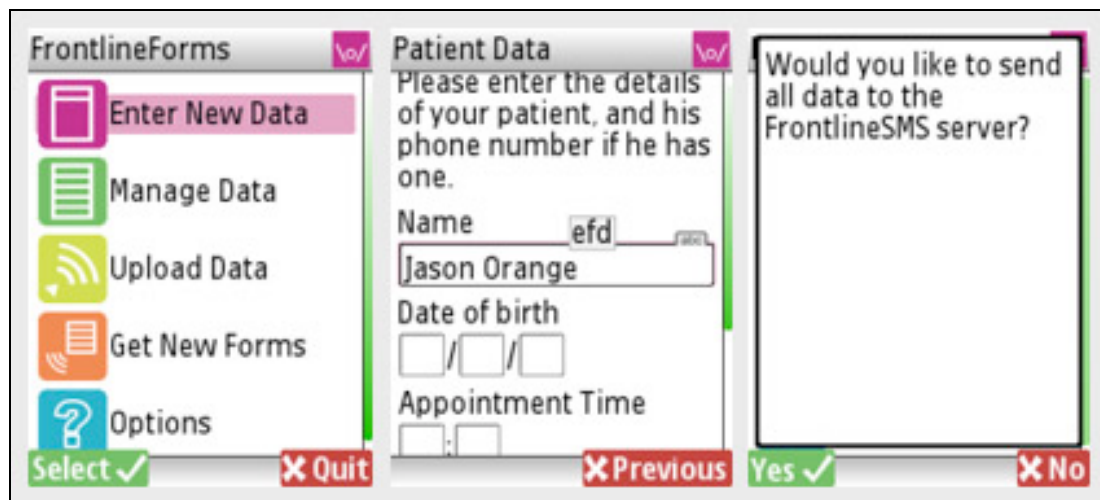 FrontlineForms
\o/
Enter New Data
Manage Data
Upload Data
Get New Forms
Options
Select
Quit
Patient Data
\o/
Please enter the details
of your patient, and his
phone number if he has
one.
Name
efd
abc
Jason Orange
Date of birth
/ /
Appointment Time
:
Previous
Would you like to send
all data to the
FrontlineSMS server?
Yes
No